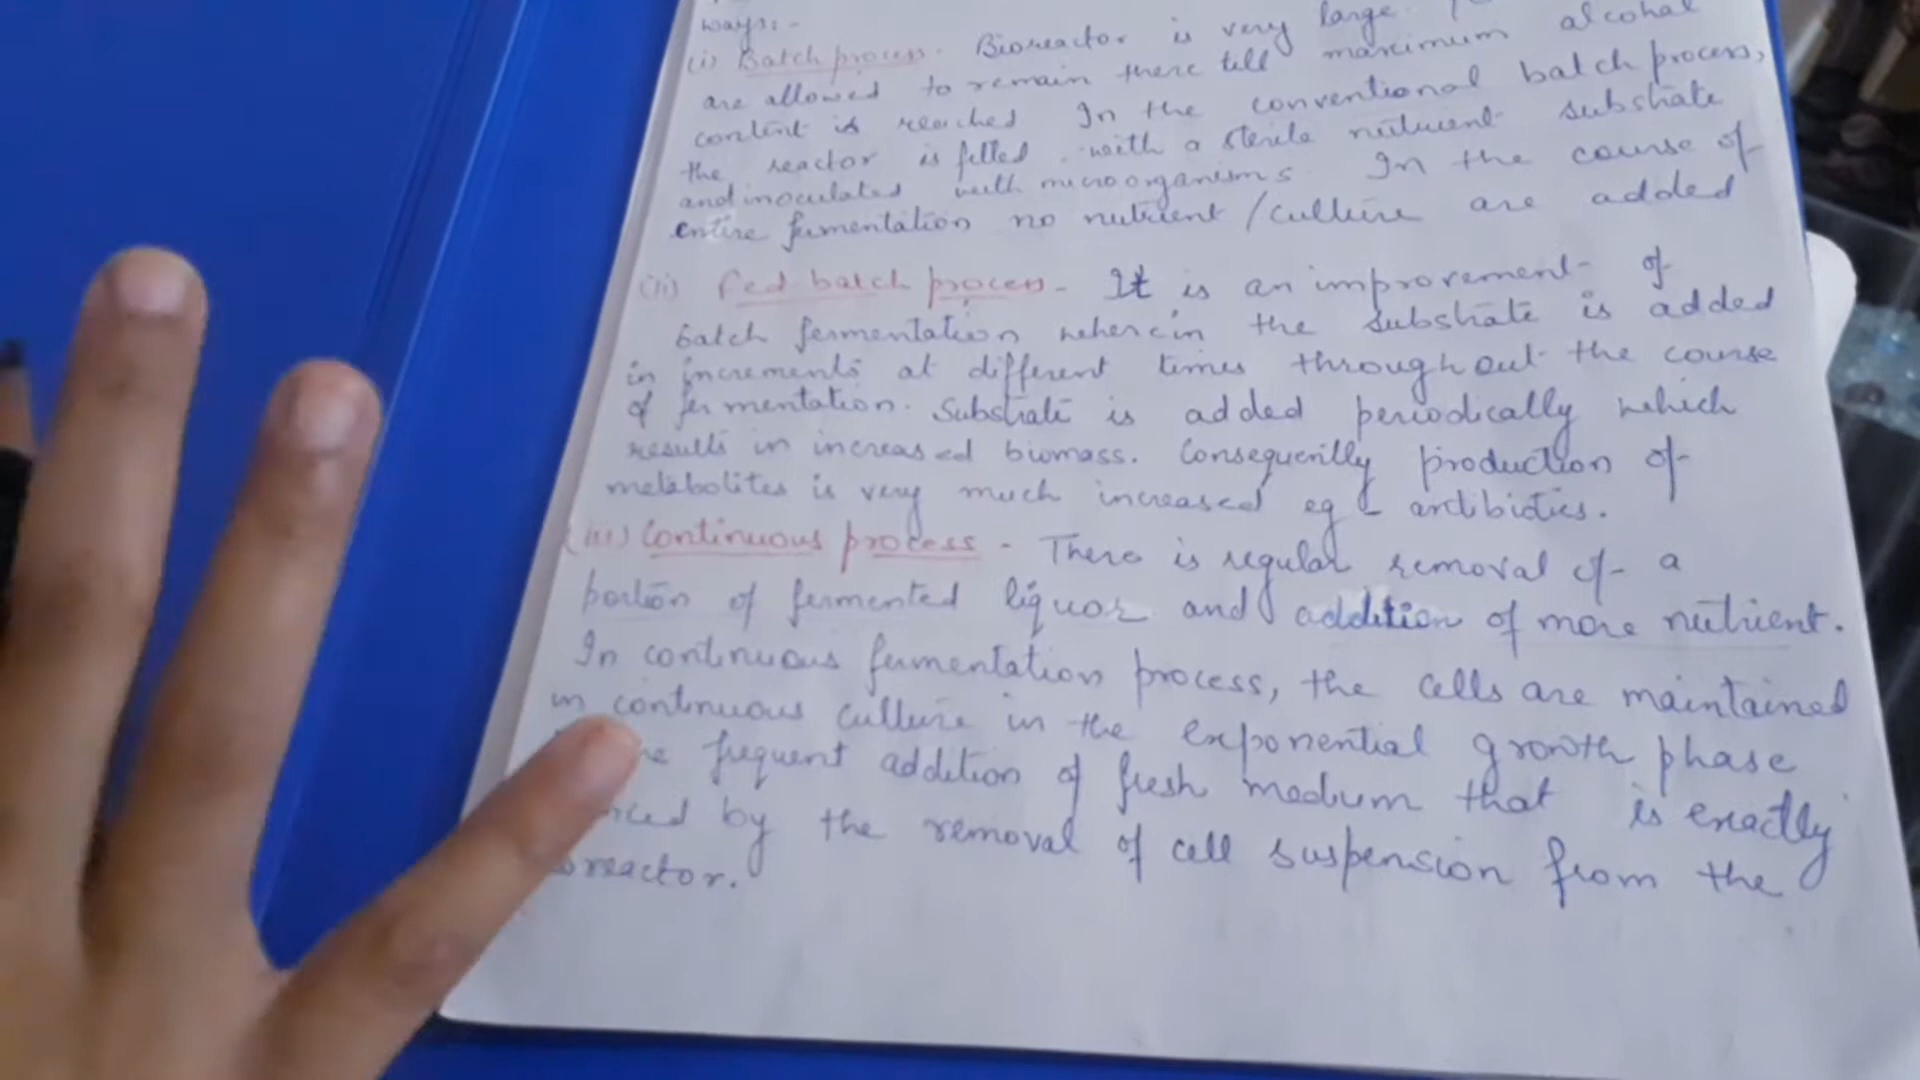 ways:-
(i) Batch process. Bioreactor is very large.
are allowed to remain there till maximum alcohol
content is reached In the conventional batch process,
the reactor is filled with a sterile nutrient substrate
and inoculated with microorganisms. In the course of
entire fermentation no nutrient /culture are added
(ii) Fed batch process - It is an improvement of
batch fermentation wherein the substrate is added
in increments at different times throughout the course
of fermentation. Substrate is added periodically which
results in increased biomass. Consequently production of
metabolites is very much increased eg - antibiotics.
(iii) Continuous process - There is regular removal of a
portion of fermented liquor and addition of more nutrient.
In continuous fermentation process, the cells are maintained
in continuous culture in the exponential growth phase
frequent addition of fresh medium that is exactly
by the removal of cell suspension from the
reactor.